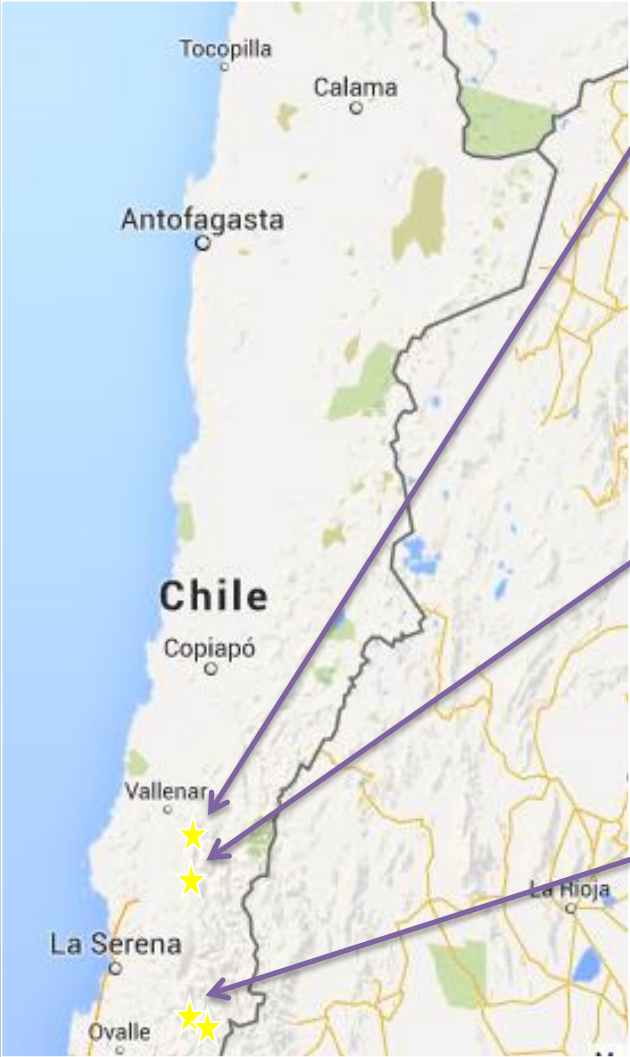 Tocopilla
Calama
Antofagasta
Chile
Copiapó
Vallenar
La Rioja
La Serena
Ovalle